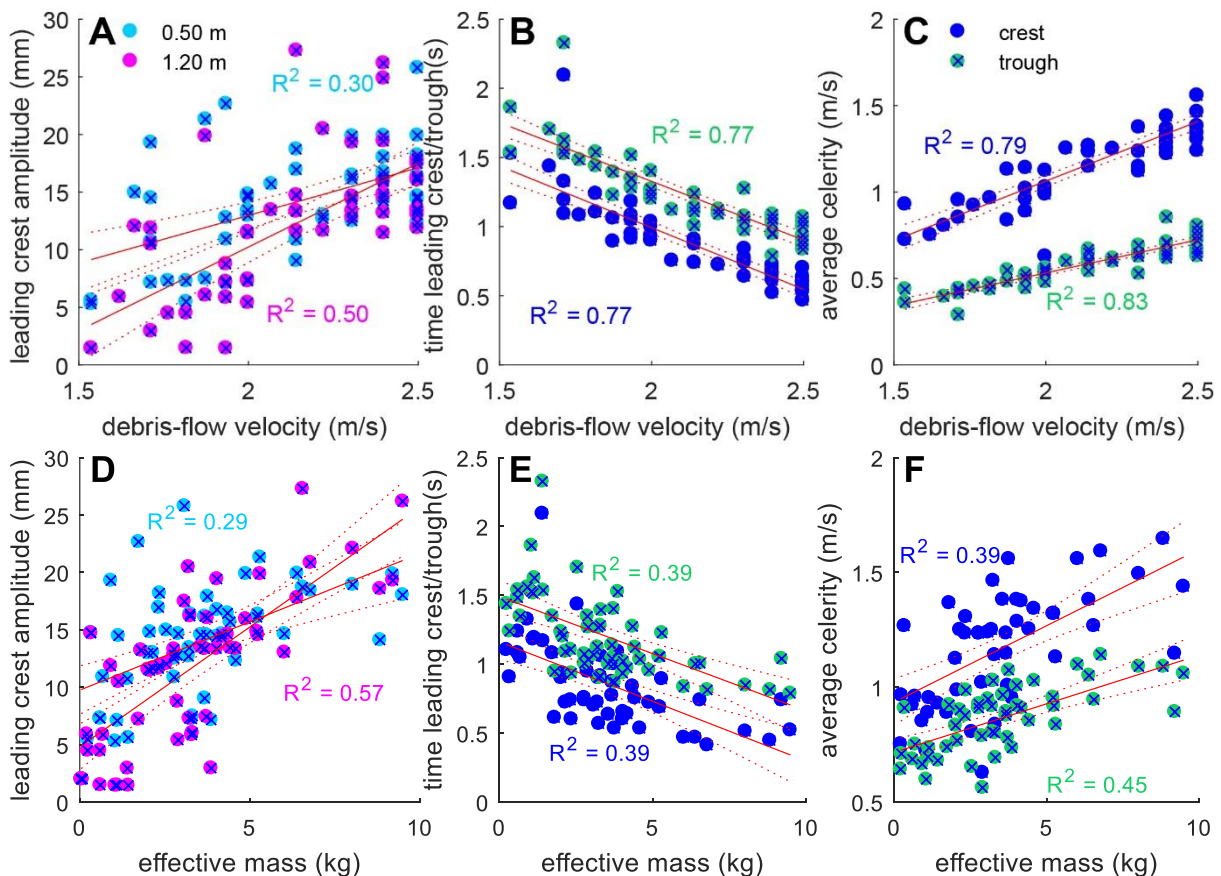 A
0.50 m
1.20 m
R² = 0.30
R² = 0.50
leading crest amplitude (mm)
30
25
20
15
10
5
0
1.5
2
2.5
debris-flow velocity (m/s)
B
R² = 0.77
R² = 0.77
time leading crest/trough(s)
2.5
2
1.5
1
0.5
0
1.5
2
2.5
debris-flow velocity (m/s)
C
crest
trough
R² = 0.79
R² = 0.83
average celerity (m/s)
2
1.5
1
0.5
0
1.5
2
2.5
debris-flow velocity (m/s)
D
R² = 0.29
R² = 0.57
leading crest amplitude (mm)
30
25
20
15
10
5
0
0
5
10
effective mass (kg)
E
R² = 0.39
R² = 0.39
time leading crest/trough(s)
2.5
2
1.5
1
0.5
0
0
5
10
effective mass (kg)
F
R² = 0.39
R² = 0.45
average celerity (m/s)
2
1.5
1
0.5
0
5
10
effective mass (kg)